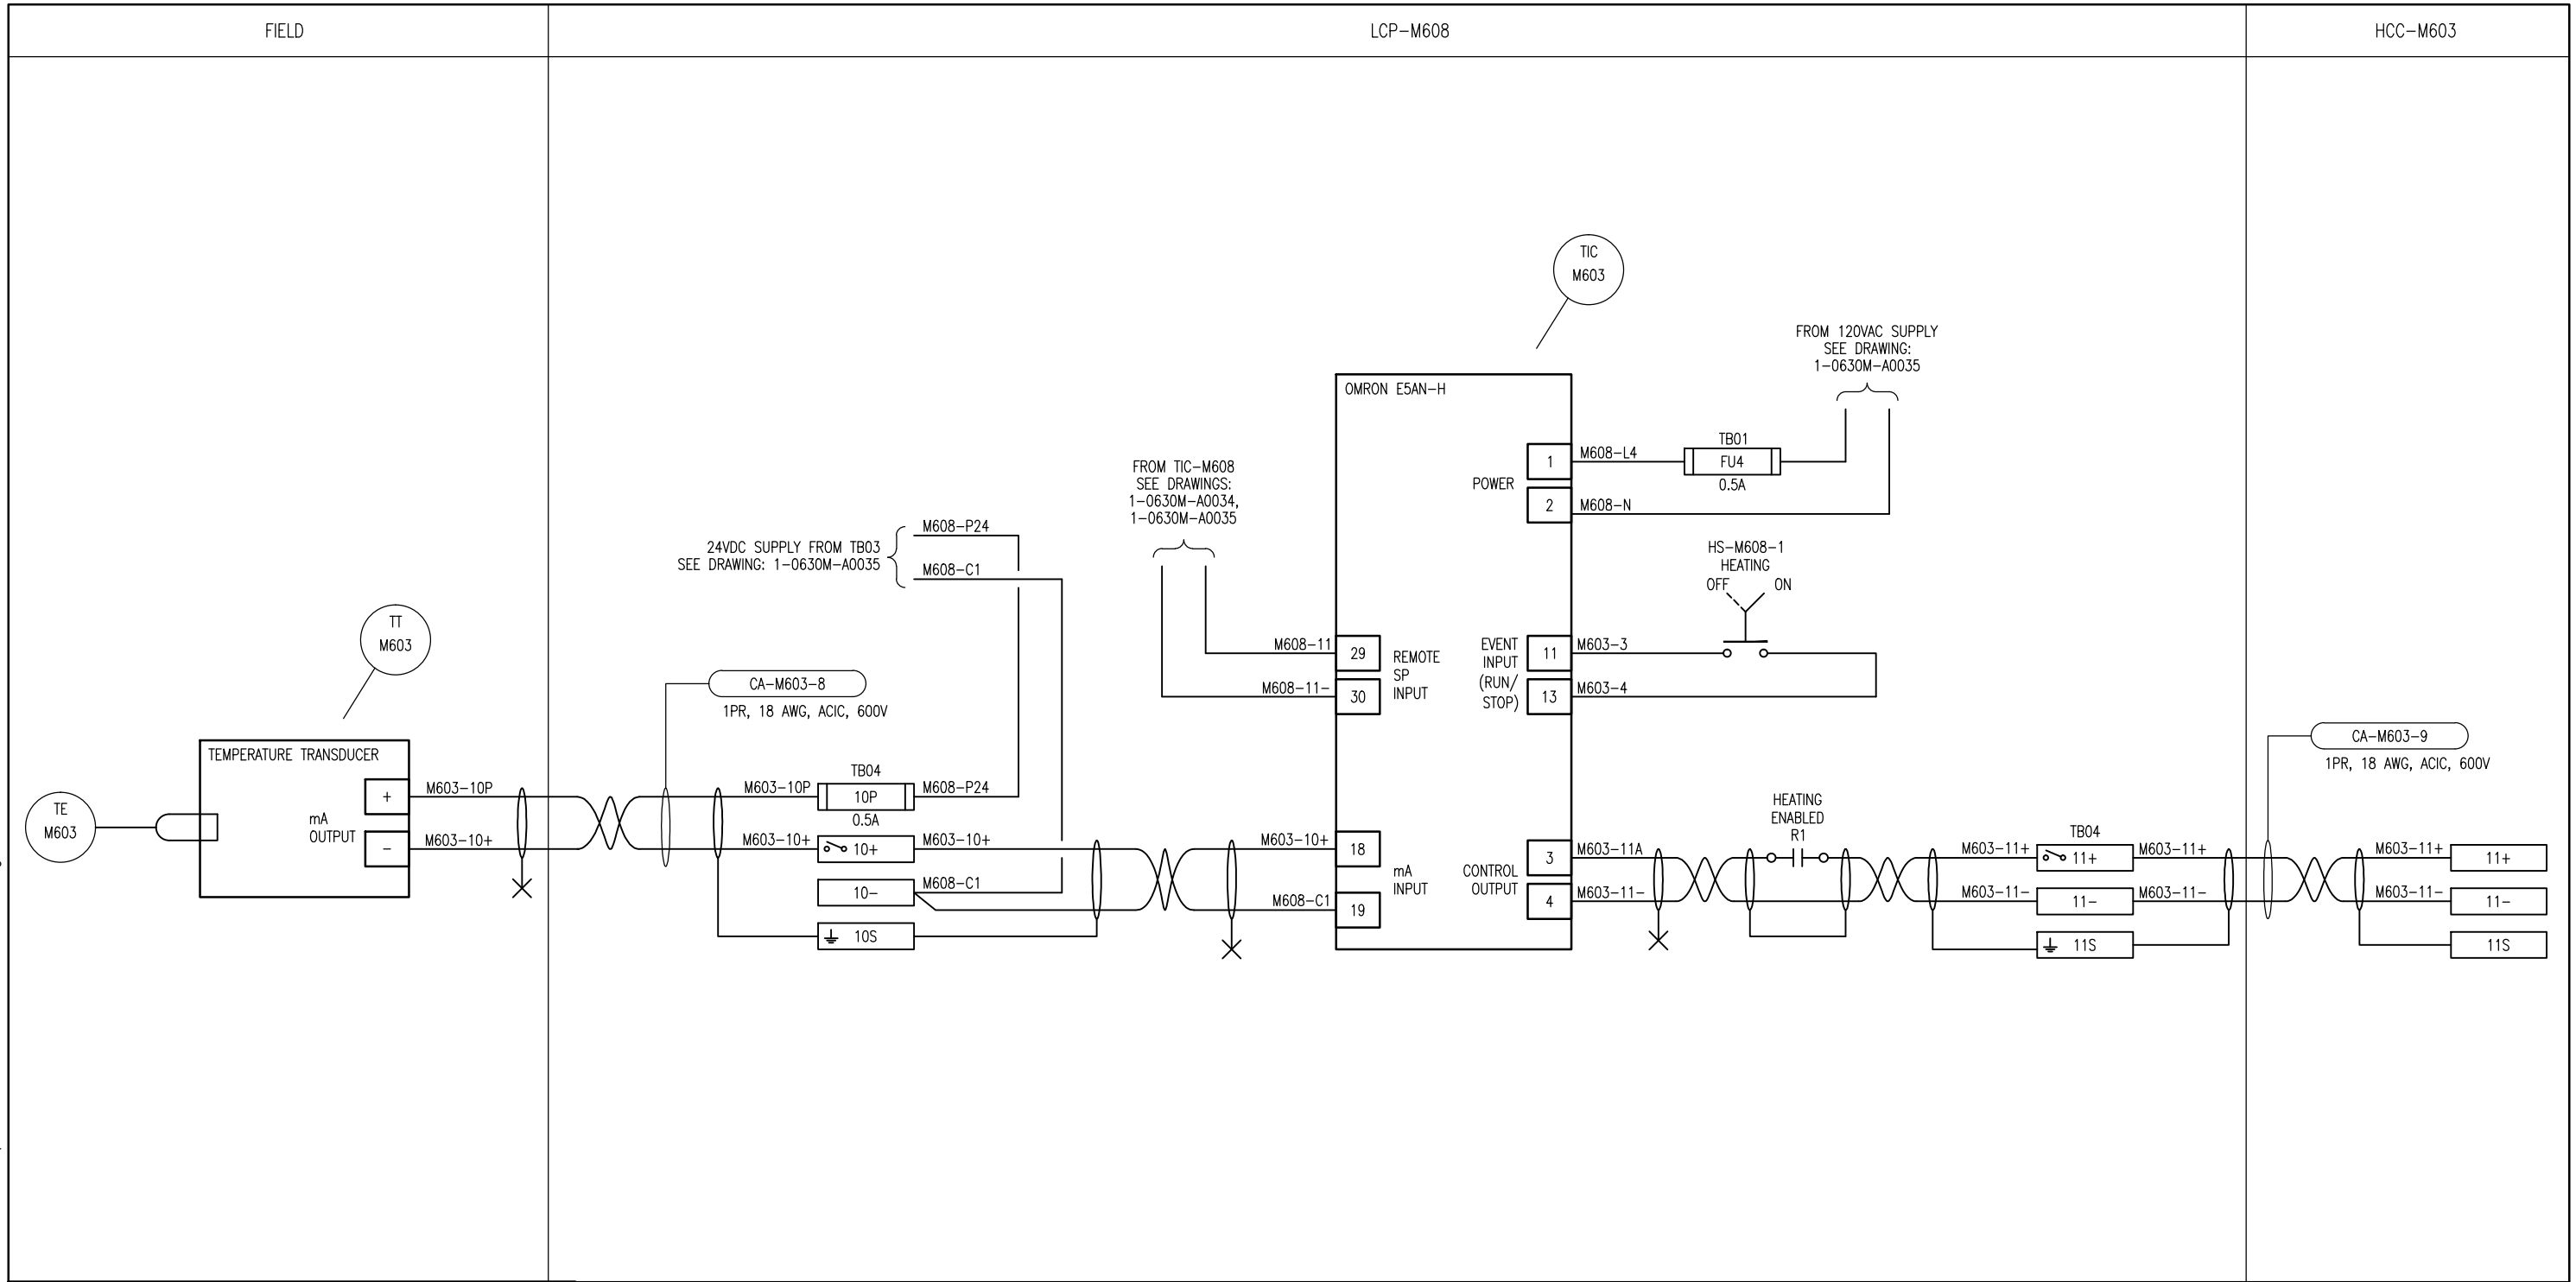 FIELD
LCP-M608
HCC-M603
TE
M603
TT
M603
TEMPERATURE TRANSDUCER
mA
OUTPUT
+
-
M603-10P
M603-10+
CA-M603-8
1PR, 18 AWG, ACIC, 600V
24VDC SUPPLY FROM TB03
SEE DRAWING: 1-0630M-A0035
M608-P24
M608-C1
TB04
M603-10P
10P
M608-P24
0.5A
M603-10+
10+
M603-10+
10-
M608-C1
10S
FROM TIC-M608
SEE DRAWINGS:
1-0630M-A0034,
1-0630M-A0035
M608-11
M608-11-
M603-10+
M608-C1
TIC
M603
OMRON E5AN-H
29
30
REMOTE
SP
INPUT
18
19
mA
INPUT
POWER
1
2
EVENT
INPUT
(RUN/
STOP)
11
13
CONTROL
OUTPUT
3
4
FROM 120VAC SUPPLY
SEE DRAWING:
1-0630M-A0035
M608-L4
TB01
FU4
0.5A
M608-N
HS-M608-1
HEATING
OFF
ON
M603-3
M603-4
HEATING
ENABLED
R1
M603-11A
M603-11-
TB04
M603-11+
11+
M603-11+
M603-11-
11-
M603-11-
11S
CA-M603-9
1PR, 18 AWG, ACIC, 600V
M603-11+
11+
M603-11-
11-
11S